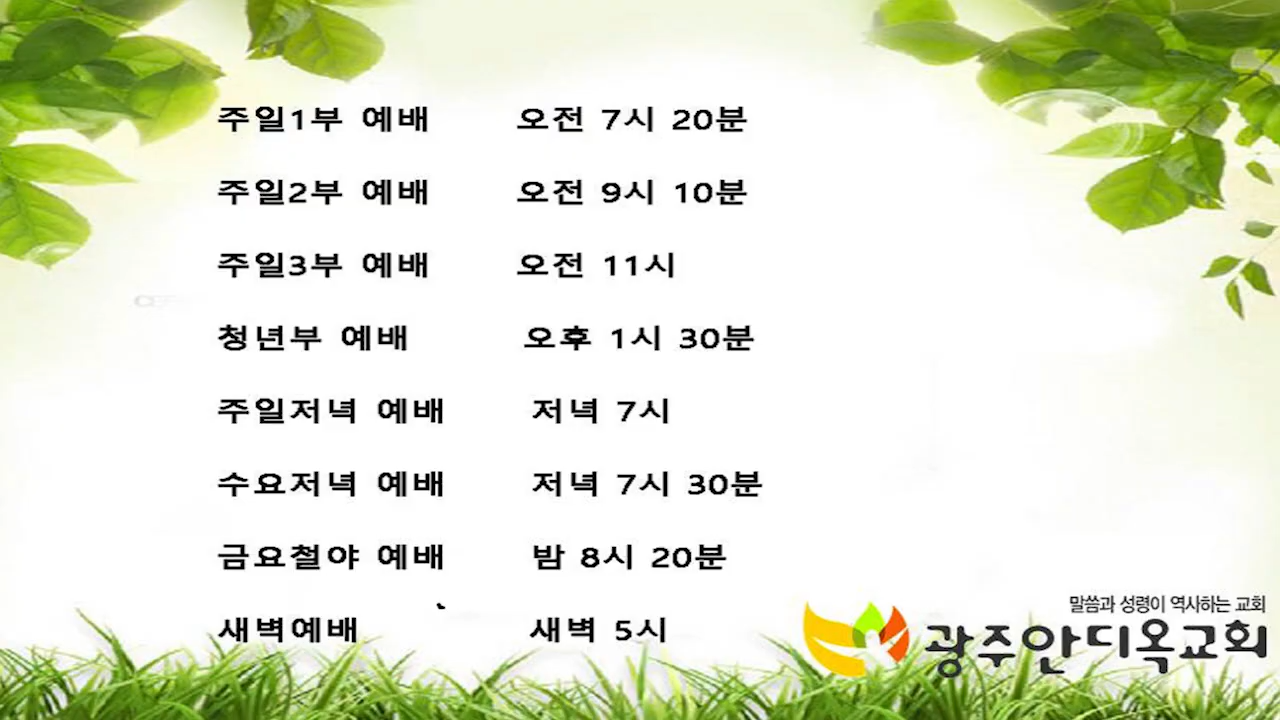 주일1부 예배 오전 7시 20분
주일2부 예배 오전 9시 10분
주일3부 예배 오전 11시
청년부 예배 오후 1시 30분
주일저녁 예배 저녁 7시
수요저녁 예배 저녁 7시 30분
금요철야 예배 밤 8시 20분
새벽예배 새벽 5시
말씀과 성령이 역사하는 교회
광주안디옥교회